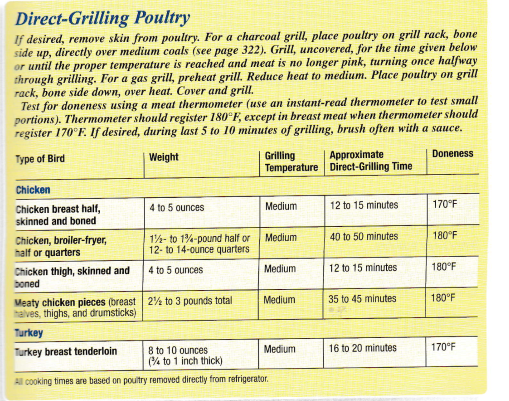 Direct-Grilling Poultry
If desired, remove skin from poultry. For a charcoal grill, place poultry on grill rack, bone
side up, directly over medium coals (see page 322). Grill, uncovered, for the time given below
or until the proper temperature is reached and meat is no longer pink, turning once halfway
through grilling. For a gas grill, preheat grill. Reduce heat to medium. Place poultry on grill
rack, bone side down, over heat. Cover and grill.
Test for doneness using a meat thermometer (use an instant-read thermometer to test small
portions). Thermometer should register 180°F, except in breast meat when thermometer should
register 170°F. If desired, during last 5 to 10 minutes of grilling, brush often with a sauce.
Type of Bird Weight Grilling Temperature Approximate Direct-Grilling Time Doneness
Chicken
Chicken breast half, skinned and boned 4 to 5 ounces Medium 12 to 15 minutes 170°F
Chicken, broiler-fryer, half or quarters 1½- to 1¾-pound half or 12- to 14-ounce quarters Medium 40 to 50 minutes 180°F
Chicken thigh, skinned and boned 4 to 5 ounces Medium 12 to 15 minutes 180°F
Meaty chicken pieces (breast halves, thighs, and drumsticks) 2½ to 3 pounds total Medium 35 to 45 minutes 180°F
Turkey
Turkey breast tenderloin 8 to 10 ounces (¾ to 1 inch thick) Medium 16 to 20 minutes 170°F
All cooking times are based on poultry removed directly from refrigerator.